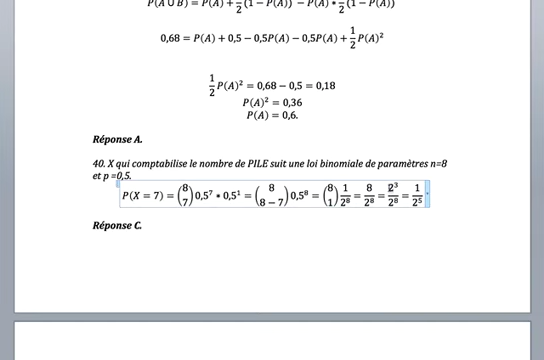 P(A ∪ B) = P(A) + 1/2 (1 − P(A)) − P(A) * 1/2 (1 − P(A))
0,68 = P(A) + 0,5 − 0,5P(A) − 0,5P(A) + 1/2 P(A)²
1/2 P(A)² = 0,68 − 0,5 = 0,18
P(A)² = 0,36
P(A) = 0,6.
Réponse A.
40. X qui comptabilise le nombre de PILE suit une loi binomiale de paramètres n=8
et p =0,5.
P(X = 7) = (8 7) 0,5⁷ * 0,5¹ = (8 8 − 7) 0,5⁸ = (8 1) 1/2⁸ = 8/2⁸ = 2³/2⁸ = 1/2⁵
Réponse C.